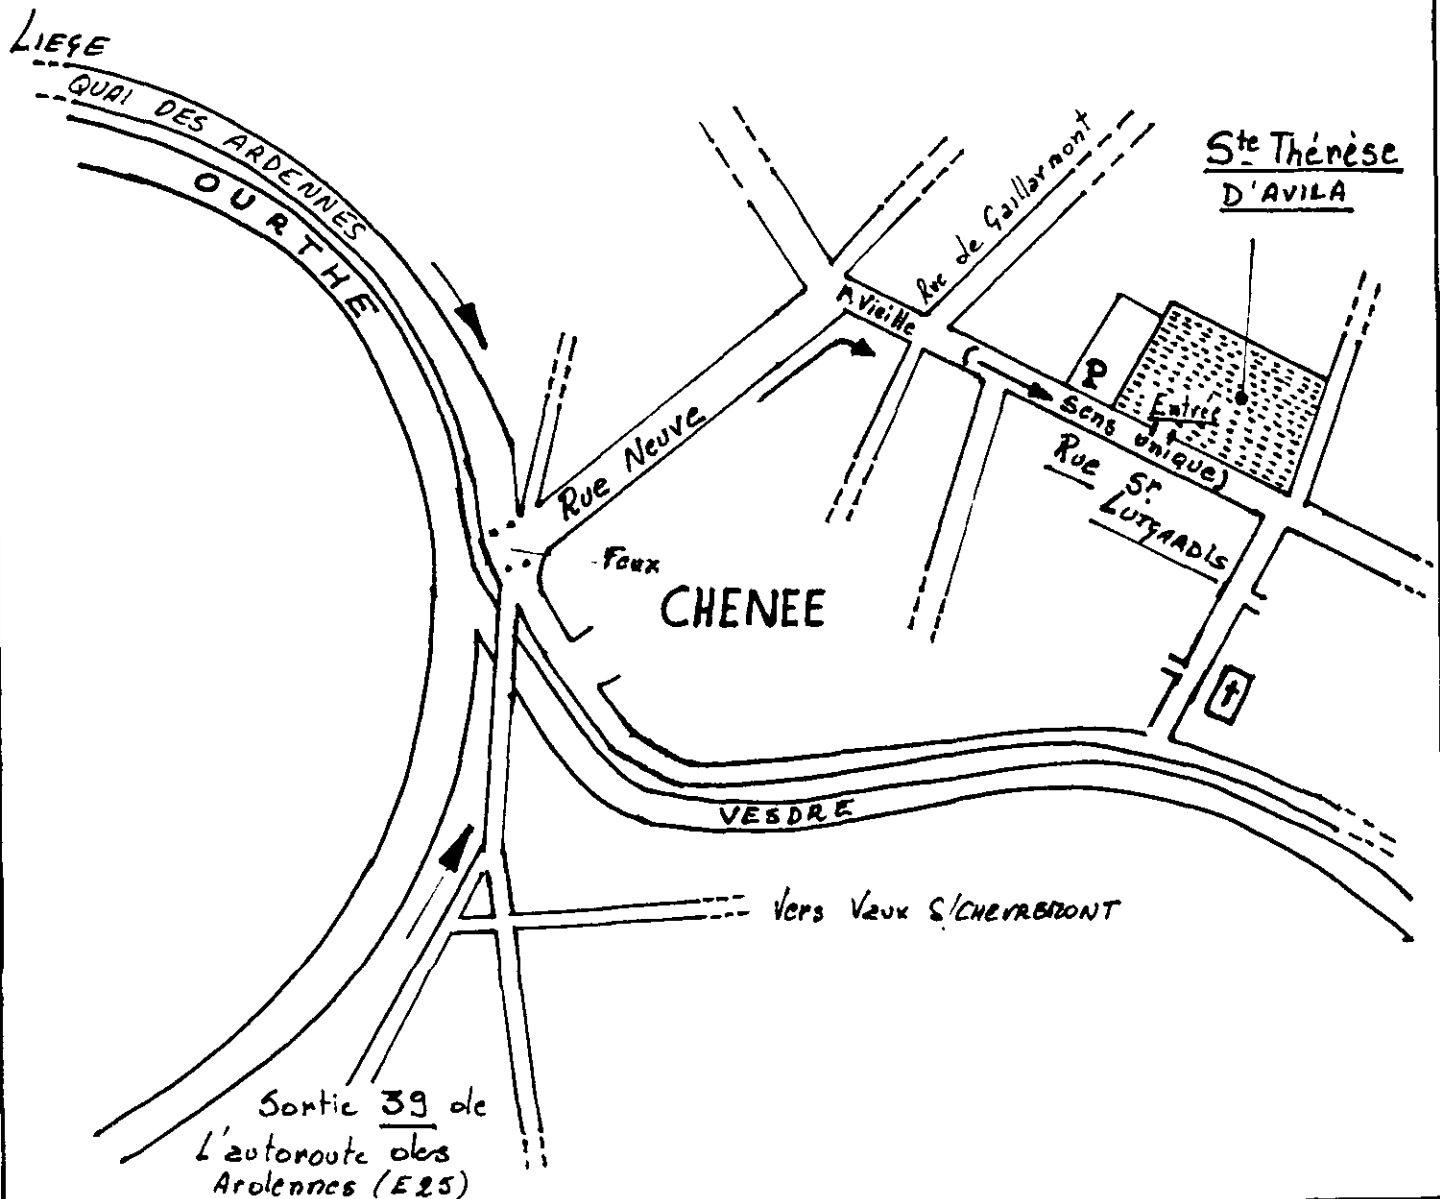 LIEGE
QUAI DES ARDENNES
OURTHE
Rue de Gaillarmont
Ste Thérèse
D'AVILA
Vieille
P
Entrée
(sens unique)
Rue Neuve
Rue St
LUTGARDIS
Feux
CHENEE
VESDRE
Vers Vaux S/CHEVREMONT
Sortie 39 de
L'autoroute des
Ardennes (E25)